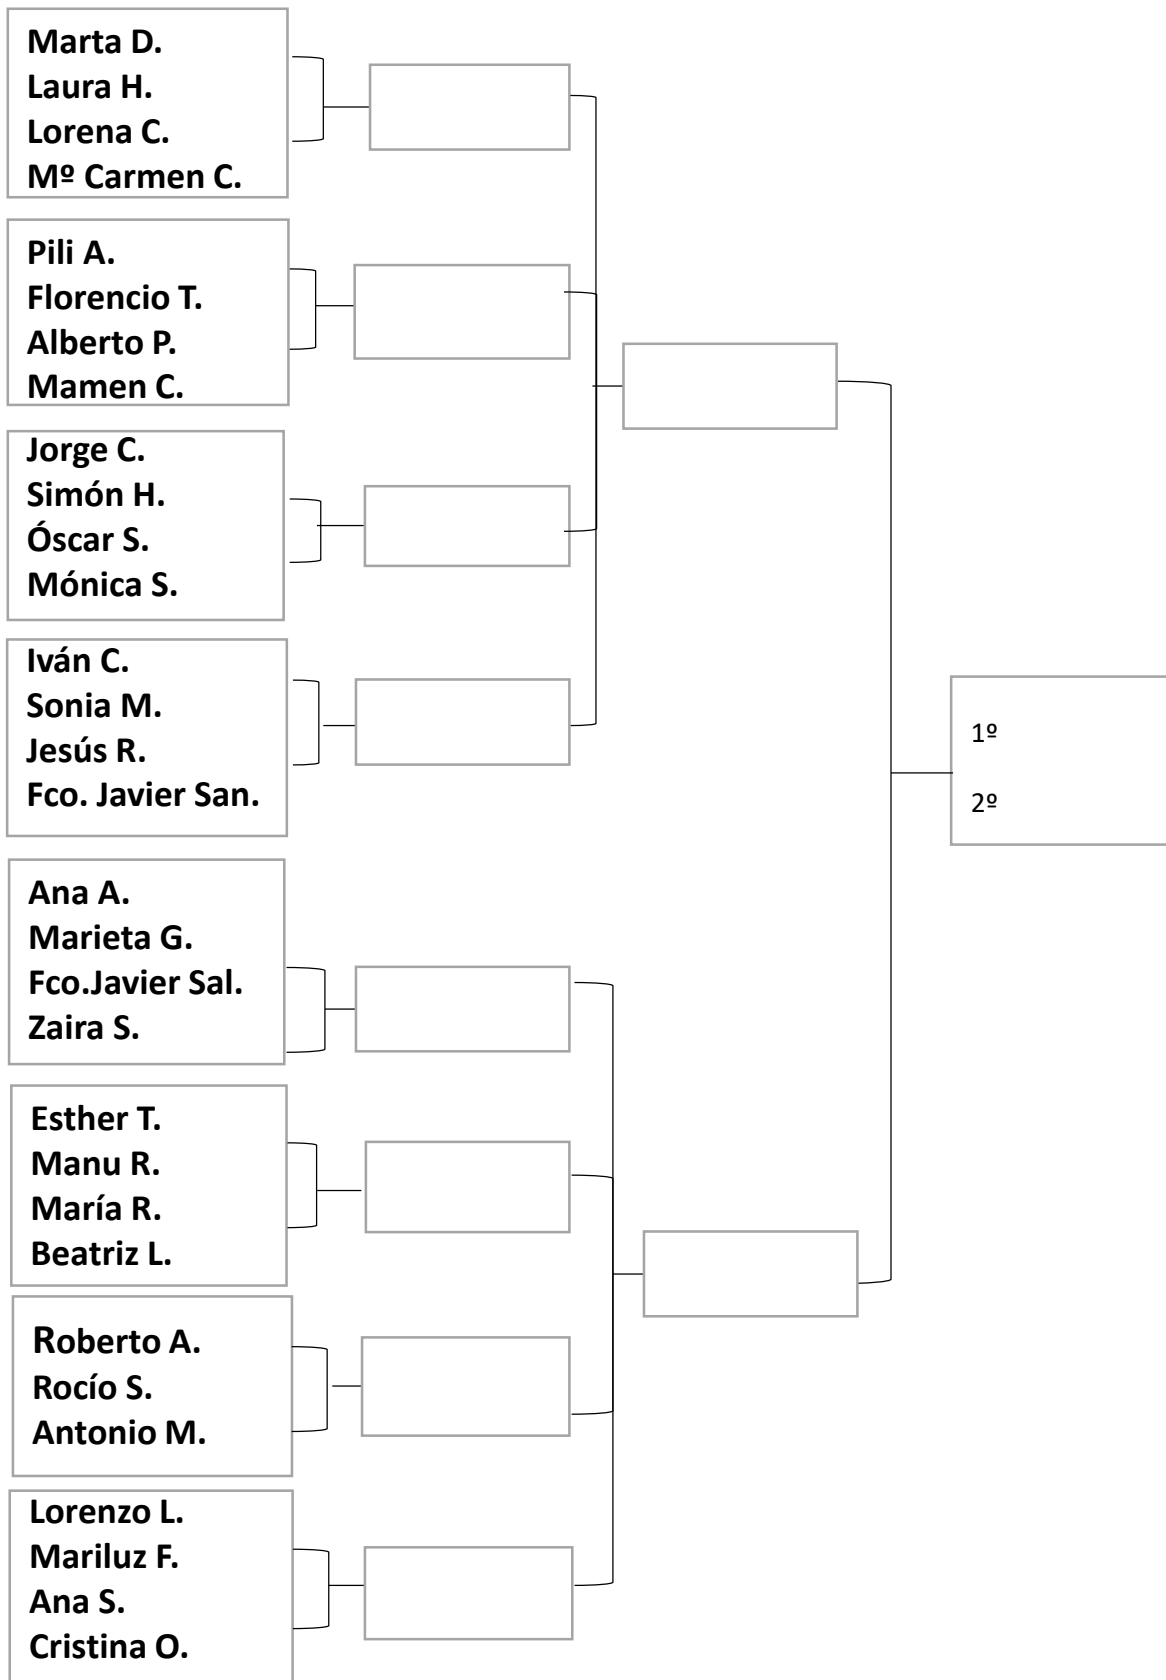 Marta D.
Laura H.
Lorena C.
Mº Carmen C.
Pili A.
Florencio T.
Alberto P.
Mamen C.
Jorge C.
Simón H.
Óscar S.
Mónica S.
Iván C.
Sonia M.
Jesús R.
Fco. Javier San.
1º
2º
Ana A.
Marieta G.
Fco.Javier Sal.
Zaira S.
Esther T.
Manu R.
María R.
Beatriz L.
Roberto A.
Rocío S.
Antonio M.
Lorenzo L.
Mariluz F.
Ana S.
Cristina O.